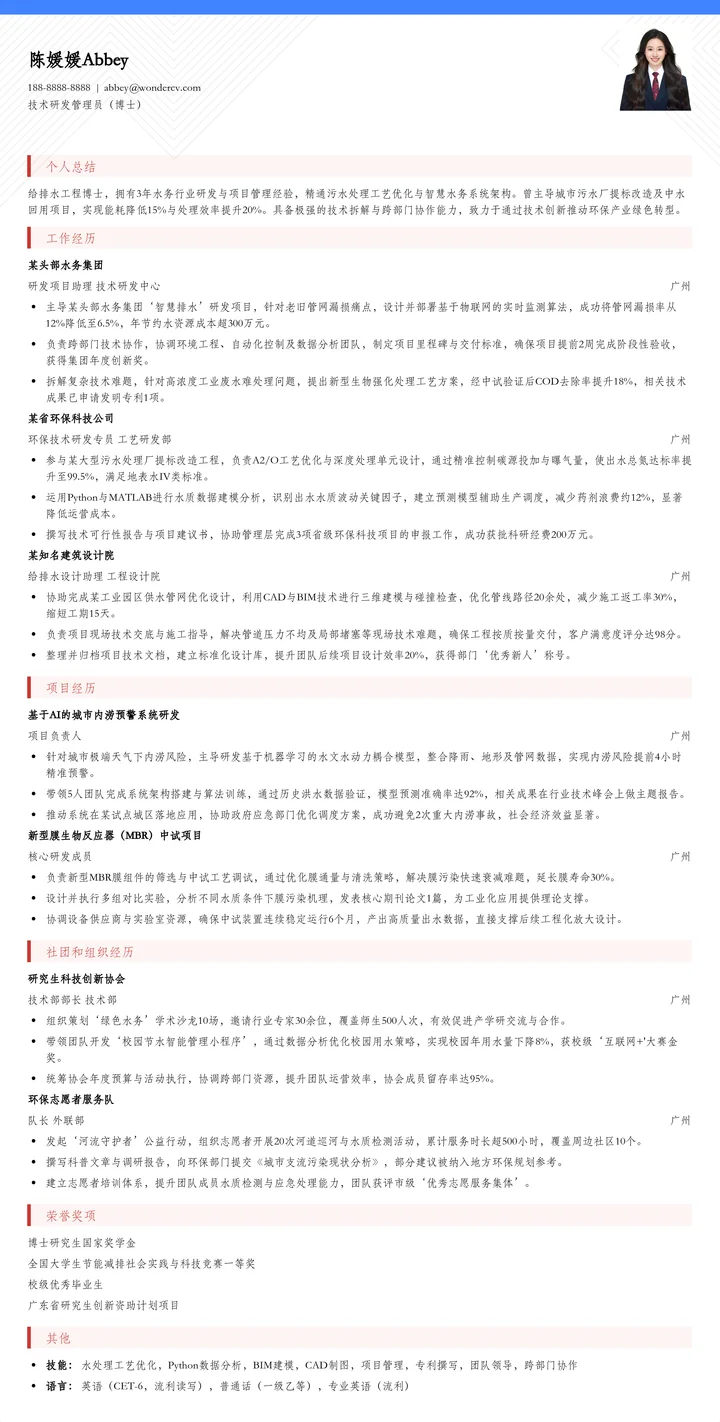 陈媛媛Abbey
188-8888-8888 | abbey@wondercv.com
技术研发管理员（博士）
个人总结
给排水工程博士，拥有3年水务行业研发与项目管理经验，精通污水处理工艺优化与智慧水务系统架构。曾主导城市污水厂提标改造及中水
回用项目，实现能耗降低15%与处理效率提升20%。具备极强的技术拆解与跨部门协作能力，致力于通过技术创新推动环保产业绿色转型。
工作经历
某头部水务集团
研发项目助理 技术研发中心 广州
• 主导某头部水务集团‘智慧排水’研发项目，针对老旧管网漏损痛点，设计并部署基于物联网的实时监测算法，成功将管网漏损率从
12%降低至6.5%，年节约水资源成本超300万元。
• 负责跨部门技术协作，协调环境工程、自动化控制及数据分析团队，制定项目里程碑与交付标准，确保项目提前2周完成阶段性验收，
获得集团年度创新奖。
• 拆解复杂技术难题，针对高浓度工业废水难处理问题，提出新型生物强化处理工艺方案，经中试验证后COD去除率提升18%，相关技术
成果已申请发明专利1项。
某省环保科技公司
环保技术研发专员 工艺研发部 广州
• 参与某大型污水处理厂提标改造工程，负责A2/O工艺优化与深度处理单元设计，通过精准控制碳源投加与曝气量，使出水总氮达标率提
升至99.5%，满足地表水IV类标准。
• 运用Python与MATLAB进行水质数据建模分析，识别出水水质波动关键因子，建立预测模型辅助生产调度，减少药剂浪费约12%，显著
降低运营成本。
• 撰写技术可行性报告与项目建议书，协助管理层完成3项省级环保科技项目的申报工作，成功获批科研经费200万元。
某知名建筑设计院
给排水设计助理 工程设计院 广州
• 协助完成某工业园区供水管网优化设计，利用CAD与BIM技术进行三维建模与碰撞检查，优化管线路径20余处，减少施工返工率30%，
缩短工期15天。
• 负责项目现场技术交底与施工指导，解决管道压力不均及局部堵塞等现场技术难题，确保工程按质按量交付，客户满意度评分达98分。
• 整理并归档项目技术文档，建立标准化设计库，提升团队后续项目设计效率20%，获得部门‘优秀新人’称号。
项目经历
基于AI的城市内涝预警系统研发
项目负责人 广州
• 针对城市极端天气下内涝风险，主导研发基于机器学习的水文水动力耦合模型，整合降雨、地形及管网数据，实现内涝风险提前4小时
精准预警。
• 带领5人团队完成系统架构搭建与算法训练，通过历史洪水数据验证，模型预测准确率达92%，相关成果在行业技术峰会上做主题报告。
• 推动系统在某试点城区落地应用，协助政府应急部门优化调度方案，成功避免2次重大内涝事故，社会经济效益显著。
新型膜生物反应器（MBR）中试项目
核心研发成员 广州
• 负责新型MBR膜组件的筛选与中试工艺调试，通过优化膜通量与清洗策略，解决膜污染快速衰减难题，延长膜寿命30%。
• 设计并执行多组对比实验，分析不同水质条件下膜污染机理，发表核心期刊论文1篇，为工业化应用提供理论支撑。
• 协调设备供应商与实验室资源，确保中试装置连续稳定运行6个月，产出高质量出水数据，直接支撑后续工程化放大设计。
社团和组织经历
研究生科技创新协会
技术部部长 技术部 广州
• 组织策划‘绿色水务’学术沙龙10场，邀请行业专家30余位，覆盖师生500人次，有效促进产学研交流与合作。
• 带领团队开发‘校园节水智能管理小程序’，通过数据分析优化校园用水策略，实现校园年用水量下降8%，获校级‘互联网+'大赛金
奖。
• 统筹协会年度预算与活动执行，协调跨部门资源，提升团队运营效率，协会成员留存率达95%。
环保志愿者服务队
队长 外联部 广州
• 发起‘河流守护者’公益行动，组织志愿者开展20次河道巡河与水质检测活动，累计服务时长超500小时，覆盖周边社区10个。
• 撰写科普文章与调研报告，向环保部门提交《城市支流污染现状分析》，部分建议被纳入地方环保规划参考。
• 建立志愿者培训体系，提升团队成员水质检测与应急处理能力，团队获评市级‘优秀志愿服务集体’。
荣誉奖项
博士研究生国家奖学金
全国大学生节能减排社会实践与科技竞赛一等奖
校级优秀毕业生
广东省研究生创新资助计划项目
其他
• 技能： 水处理工艺优化，Python数据分析，BIM建模，CAD制图，项目管理，专利撰写，团队领导，跨部门协作
• 语言： 英语（CET-6，流利读写），普通话（一级乙等），专业英语（流利）